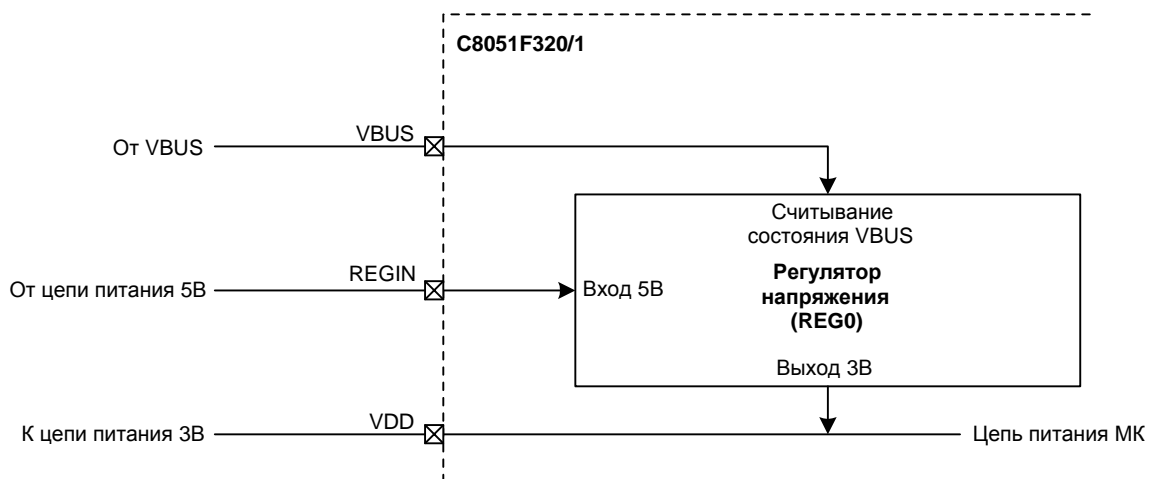 C8051F320/1
От VBUS
VBUS
Считывание
состояния VBUS
От цепи питания 5В
REGIN
Вход 5В
Регулятор
напряжения
(REG0)
Выход 3В
К цепи питания 3В
VDD
Цепь питания МК